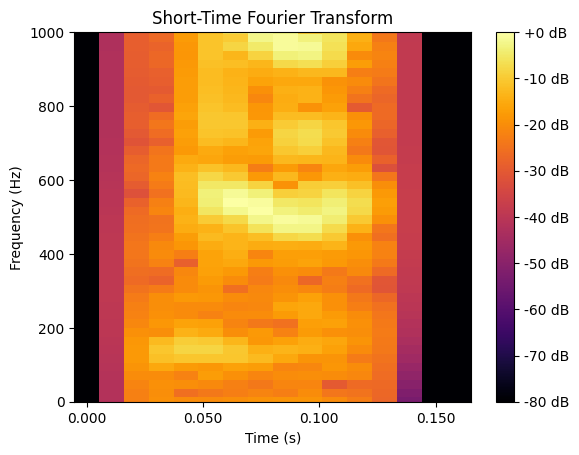 Short-Time Fourier Transform
1000
800
600
400
200
0
Frequency (Hz)
0.000
0.050
0.100
0.150
Time (s)
+0 dB
-10 dB
-20 dB
-30 dB
-40 dB
-50 dB
-60 dB
-70 dB
-80 dB